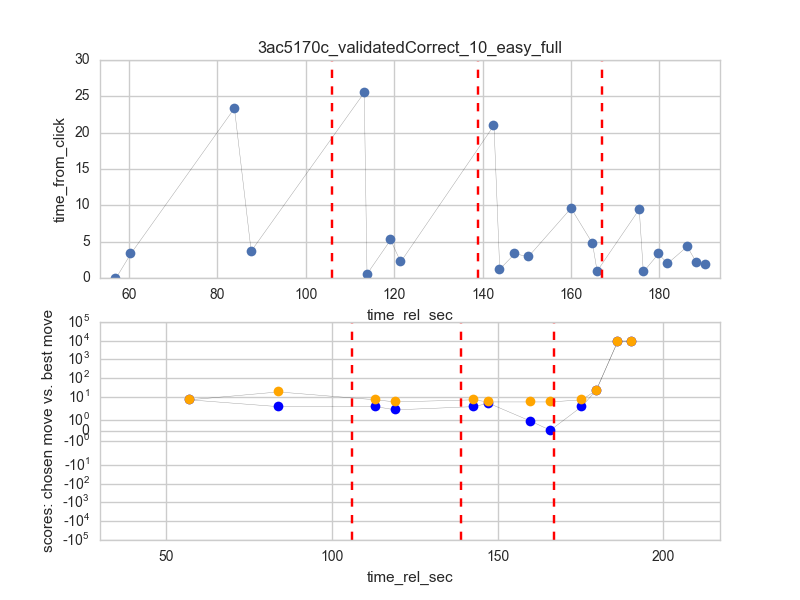 3ac5170c_validatedCorrect_10_easy_full
time_from_click
30
25
20
15
10
5
0
60 80 100 120 140 160 180
time_rel_sec
scores: chosen move vs. best move
10^5
10^4
10^3
10^2
10^1
10^0
0
-10^0
-10^1
-10^2
-10^3
-10^4
-10^5
50 100 150 200
time_rel_sec